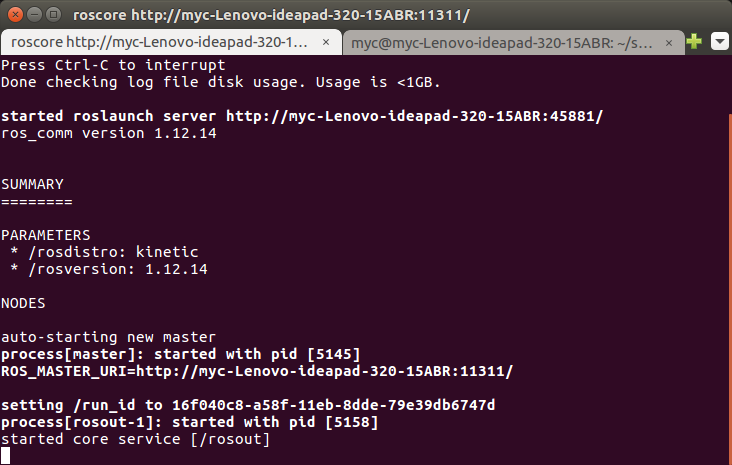 roscore http://myc-Lenovo-ideapad-320-15ABR:11311/
roscore http://myc-Lenovo-ideapad-320-1... × myc@myc-Lenovo-ideapad-320-15ABR: ~/s... ×
Press Ctrl-C to interrupt
Done checking log file disk usage. Usage is <1GB.
started roslaunch server http://myc-Lenovo-ideapad-320-15ABR:45881/
ros_comm version 1.12.14
SUMMARY
========
PARAMETERS
* /rosdistro: kinetic
* /rosversion: 1.12.14
NODES
auto-starting new master
process[master]: started with pid [5145]
ROS_MASTER_URI=http://myc-Lenovo-ideapad-320-15ABR:11311/
setting /run_id to 16f040c8-a58f-11eb-8dde-79e39db6747d
process[rosout-1]: started with pid [5158]
started core service [/rosout]